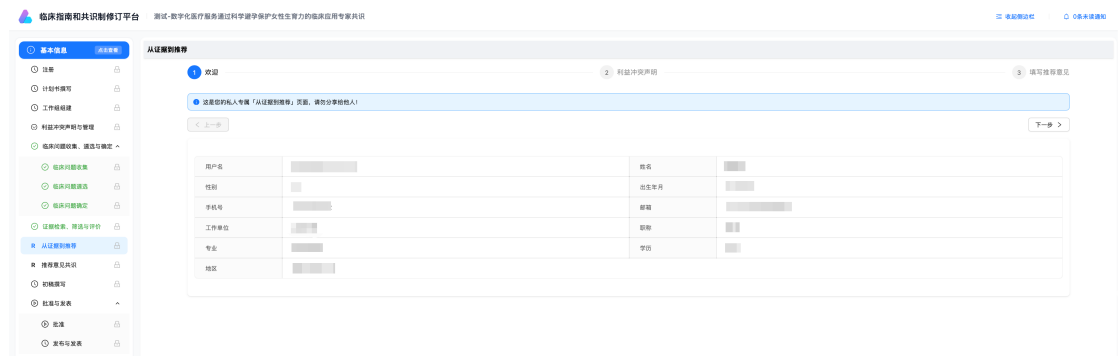 临床指南和共识制修订平台
测试-数字化医疗服务通过科学避孕保护女性生育力的临床应用专家共识
收起侧边栏
0条未读通知
基本信息
点击查看
注册
计划书撰写
工作组组建
利益冲突声明与管理
临床问题收集、遴选与确定
临床问题收集
临床问题遴选
临床问题确定
证据检索、筛选与评价
R 从证据到推荐
R 推荐意见共识
初稿撰写
批准与发表
批准
发布与发表
从证据到推荐
1 欢迎
2 利益冲突声明
3 填写推荐意见
这是您的私人专属「从证据到推荐」页面，请勿分享给他人！
< 上一步
下一步 >
用户名
姓名
性别
出生年月
手机号
邮箱
工作单位
职称
专业
学历
地区